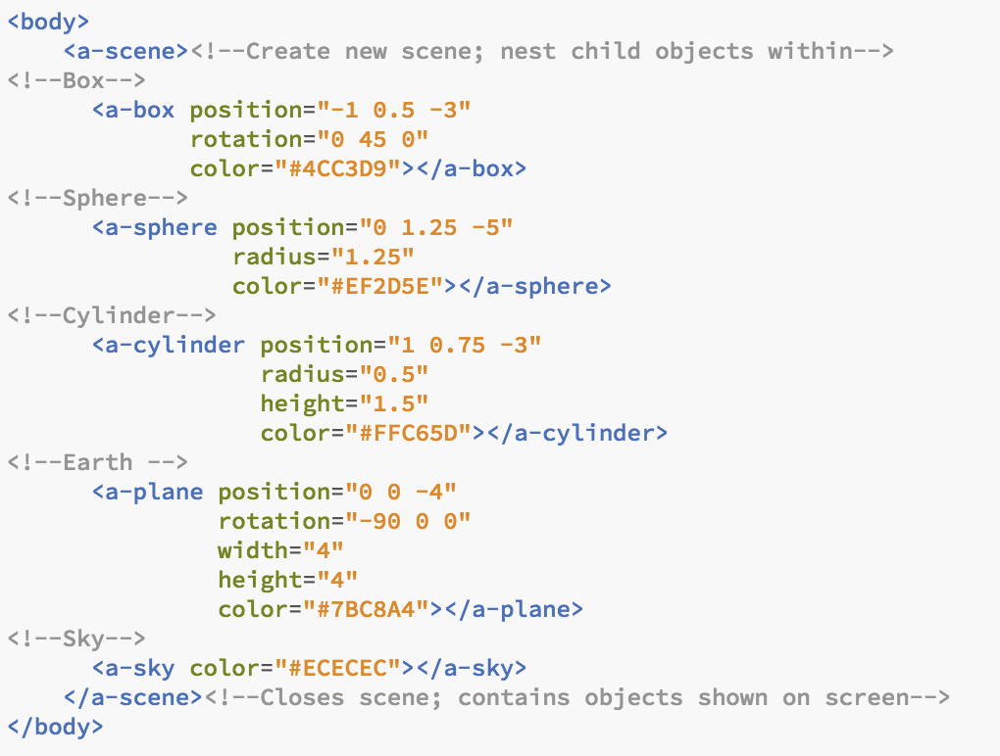 <body>
    <a-scene><!--Create new scene; nest child objects within-->
<!--Box-->
      <a-box position="-1 0.5 -3"
             rotation="0 45 0"
             color="#4CC3D9"></a-box>
<!--Sphere-->
      <a-sphere position="0 1.25 -5"
                radius="1.25"
                color="#EF2D5E"></a-sphere>
<!--Cylinder-->
      <a-cylinder position="1 0.75 -3"
                  radius="0.5"
                  height="1.5"
                  color="#FFC65D"></a-cylinder>
<!--Earth -->
      <a-plane position="0 0 -4"
               rotation="-90 0 0"
               width="4"
               height="4"
               color="#7BC8A4"></a-plane>
<!--Sky-->
      <a-sky color="#ECECEC"></a-sky>
    </a-scene><!--Closes scene; contains objects shown on screen-->
</body>